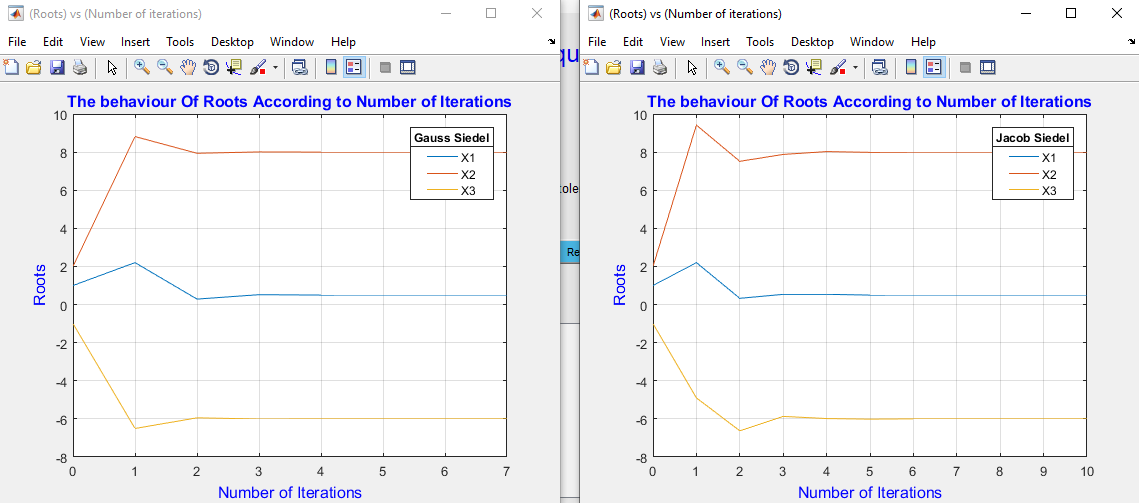 (Roots) vs (Number of iterations)
File Edit View Insert Tools Desktop Window Help
The behaviour Of Roots According to Number of Iterations
10
8
6
4
2
0
-2
-4
-6
-8
Roots
Gauss Siedel
X1
X2
X3
0 1 2 3 4 5 6 7
Number of Iterations
qu
tole
Re
(Roots) vs (Number of iterations)
File Edit View Insert Tools Desktop Window Help
The behaviour Of Roots According to Number of Iterations
10
8
6
4
2
0
-2
-4
-6
-8
Roots
Jacob Siedel
X1
X2
X3
0 1 2 3 4 5 6 7 8 9 10
Number of Iterations